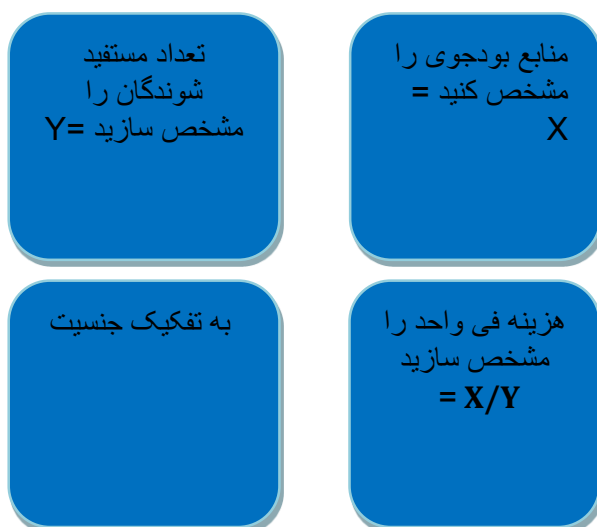 منابع بودجوی را
مشخص کنید =
X
تعداد مستفید
شوندگان را
مشخص سازید =Y
هزینه فی واحد را
مشخص سازید
= X/Y
به تفکیک جنسیت